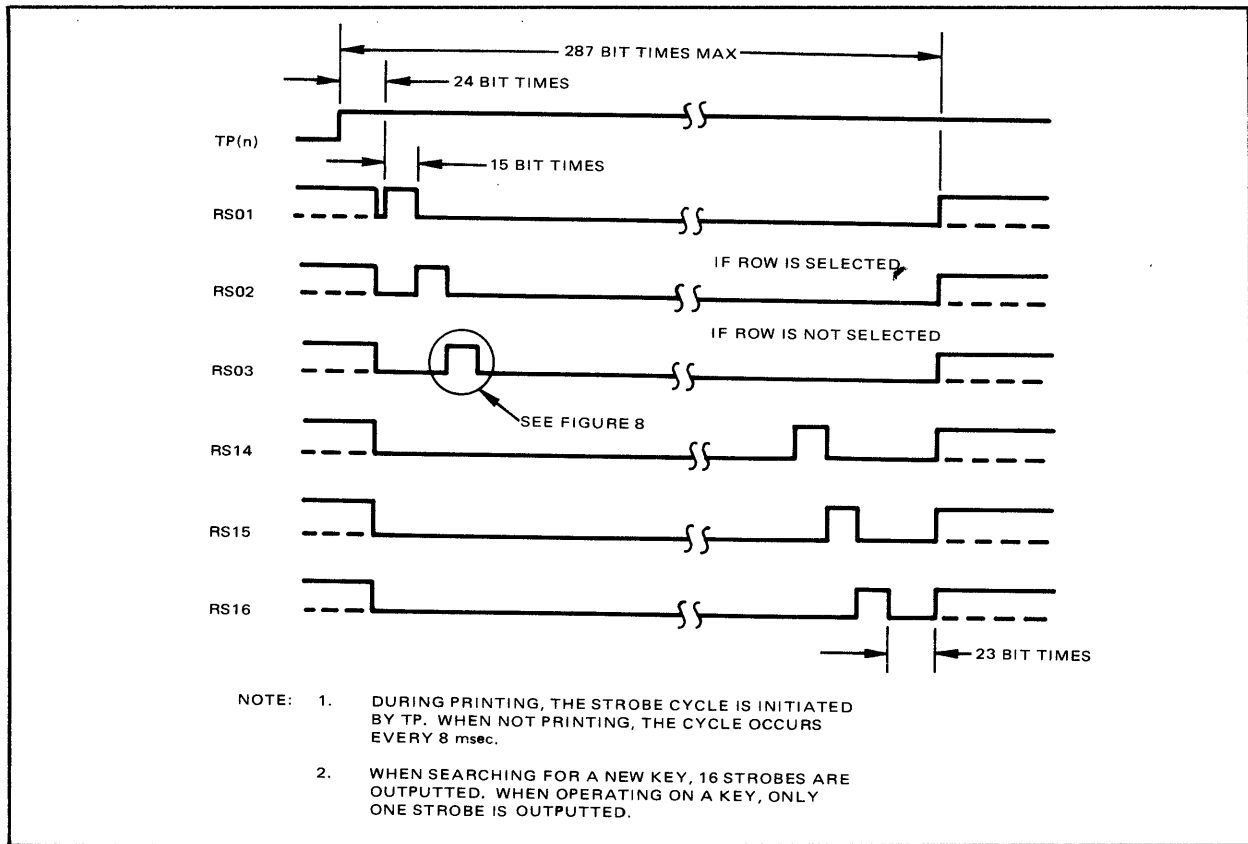 287 BIT TIMES MAX
24 BIT TIMES
TP(n)
15 BIT TIMES
RS01
IF ROW IS SELECTED
RS02
IF ROW IS NOT SELECTED
RS03
SEE FIGURE 8
RS14
RS15
RS16
23 BIT TIMES
NOTE: 1. DURING PRINTING, THE STROBE CYCLE IS INITIATED
BY TP. WHEN NOT PRINTING, THE CYCLE OCCURS
EVERY 8 msec.
2. WHEN SEARCHING FOR A NEW KEY, 16 STROBES ARE
OUTPUTTED. WHEN OPERATING ON A KEY, ONLY
ONE STROBE IS OUTPUTTED.